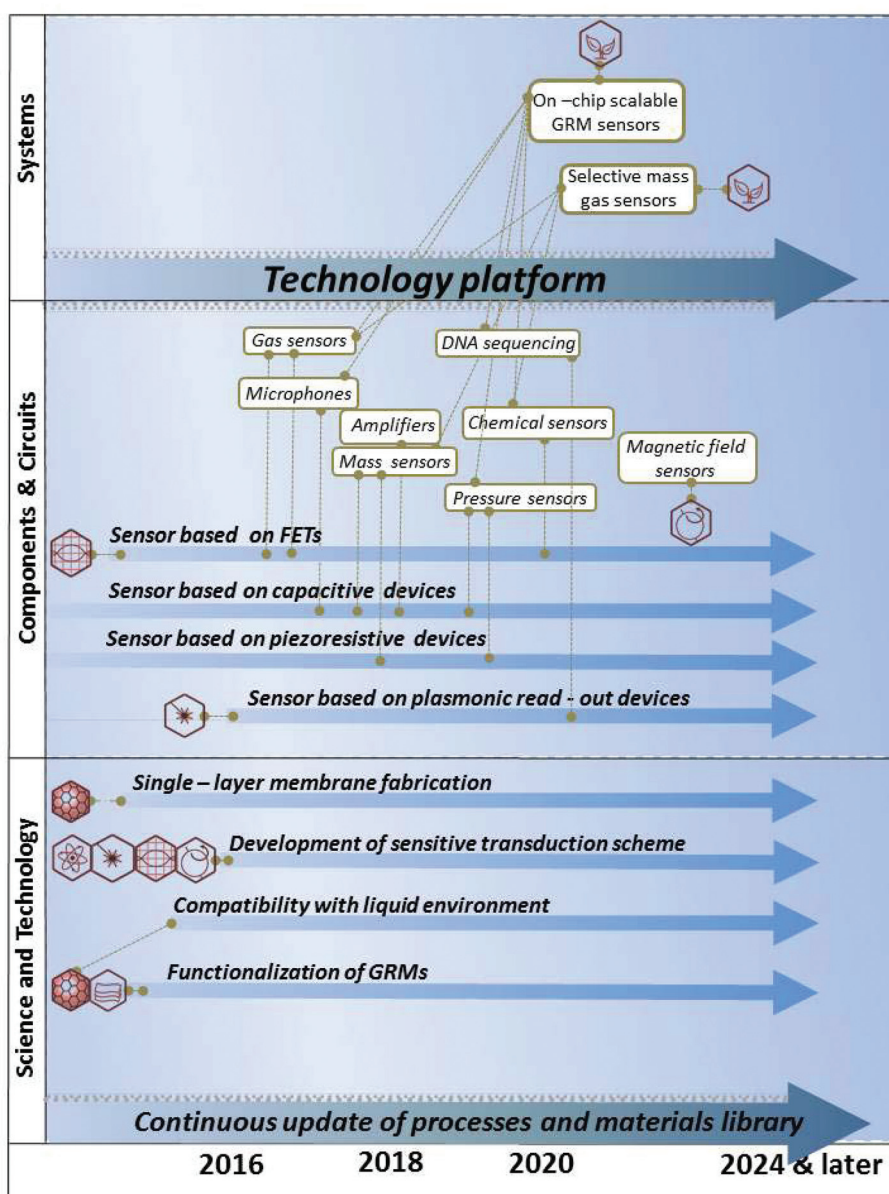 Systems
On –chip scalable
GRM sensors
Selective mass
gas sensors
Technology platform
Components & Circuits
Gas sensors
DNA sequencing
Microphones
Amplifiers
Chemical sensors
Mass sensors
Magnetic field
sensors
Pressure sensors
Sensor based on FETs
Sensor based on capacitive devices
Sensor based on piezoresistive devices
Sensor based on plasmonic read - out devices
Science and Technology
Single – layer membrane fabrication
Development of sensitive transduction scheme
Compatibility with liquid environment
Functionalization of GRMs
Continuous update of processes and materials library
2016 2018 2020 2024 & later